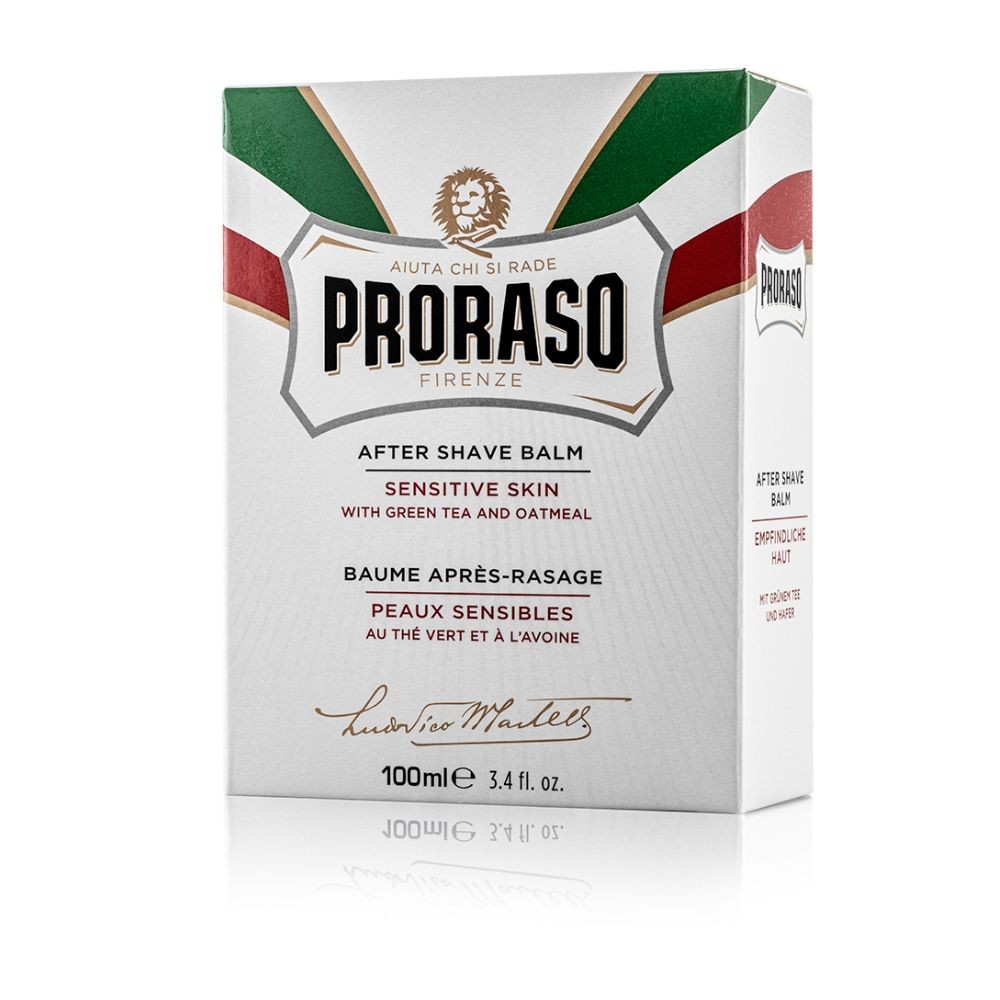 AIUTA CHI SI RADE
PRORASO
FIRENZE
AFTER SHAVE BALM
SENSITIVE SKIN
WITH GREEN TEA AND OATMEAL
BAUME APRÈS-RASAGE
PEAUX SENSIBLES
AU THÉ VERT ET À L'AVOINE
Ludovico Martelli
100ml℮ 3.4 fl. oz.
PRORASO
AFTER SHAVE
BALM
EMPFINDLICHE
HAUT
MIT GRÜNEM TEE
UND HAFER